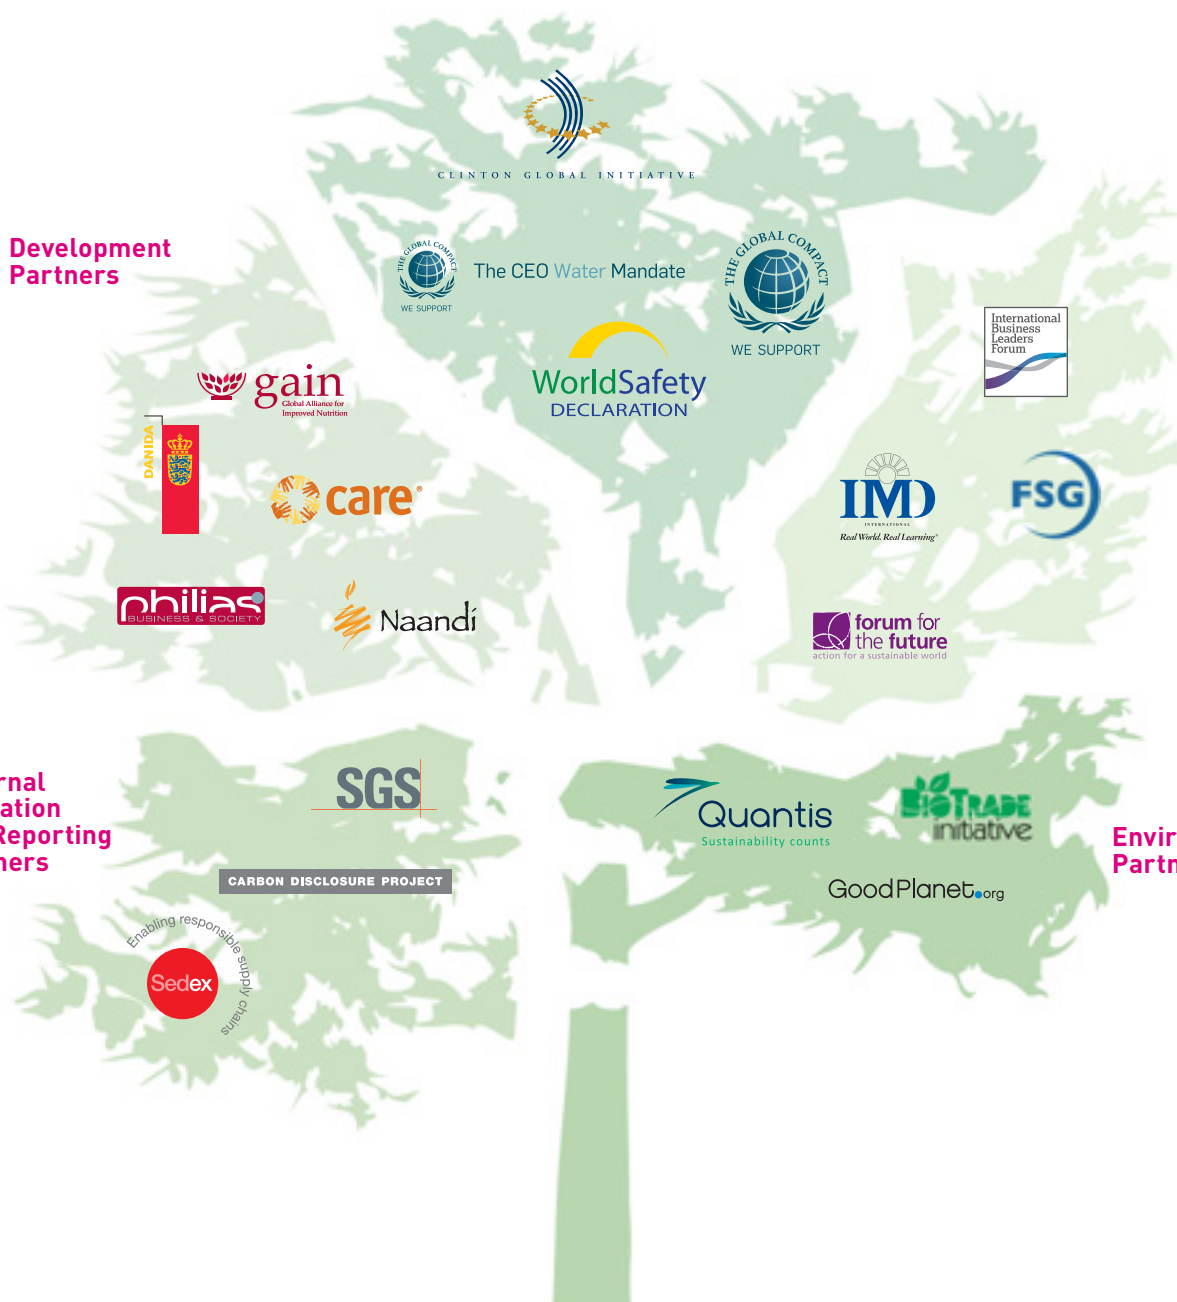 CLINTON GLOBAL INITIATIVE
Development
Partners
THE GLOBAL COMPACT
WE SUPPORT
The CEO Water Mandate
THE GLOBAL COMPACT
WE SUPPORT
International
Business
Leaders
Forum
WorldSafety
DECLARATION
gain
Global Alliance for
Improved Nutrition
DANIDA
care®
IMD
INTERNATIONAL
Real World. Real Learning®
FSG
philias
BUSINESS & SOCIETY
Naandi
forum for
the future
action for a sustainable world
rnal
ation
Reporting
ners
SGS
Quantis
Sustainability counts
BIOTRADE
initiative
Envir
Partn
CARBON DISCLOSURE PROJECT
GoodPlanet.org
Enabling responsible supply chains
Sedex